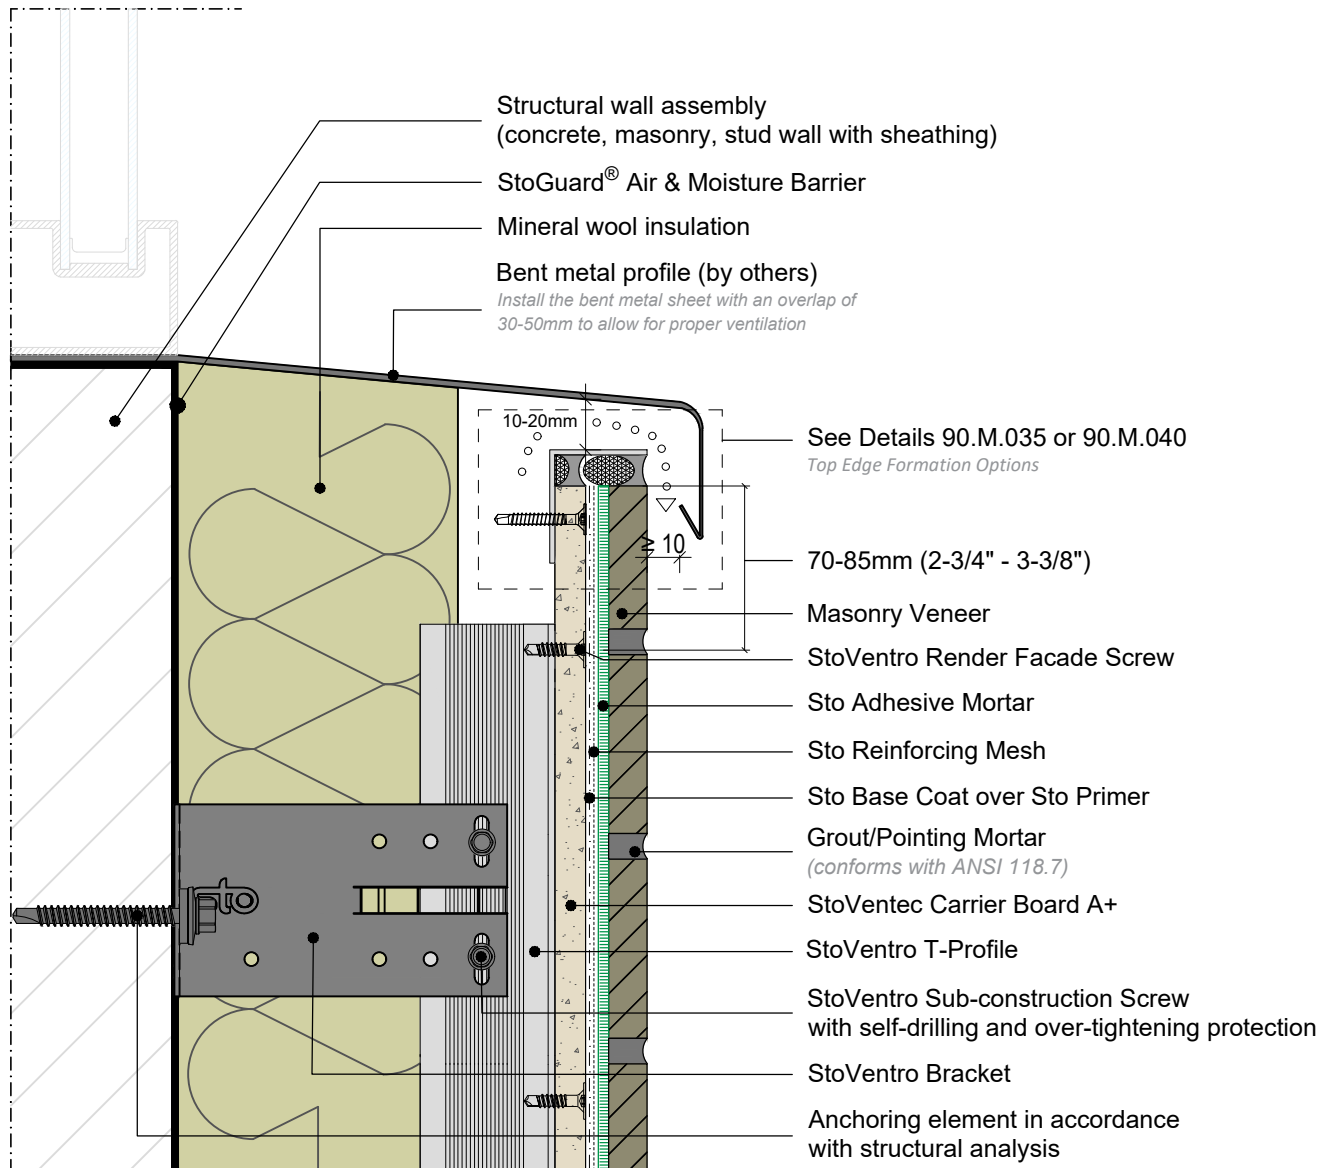 Structural wall assembly
(concrete, masonry, stud wall with sheathing)
StoGuard® Air & Moisture Barrier
Mineral wool insulation
Bent metal profile (by others)
Install the bent metal sheet with an overlap of
30-50mm to allow for proper ventilation
10-20mm
See Details 90.M.035 or 90.M.040
Top Edge Formation Options
≥ 10
70-85mm (2-3/4" - 3-3/8")
Masonry Veneer
StoVentro Render Facade Screw
Sto Adhesive Mortar
Sto Reinforcing Mesh
Sto Base Coat over Sto Primer
Grout/Pointing Mortar
(conforms with ANSI 118.7)
StoVentec Carrier Board A+
StoVentro T-Profile
StoVentro Sub-construction Screw
with self-drilling and over-tightening protection
StoVentro Bracket
Anchoring element in accordance
with structural analysis